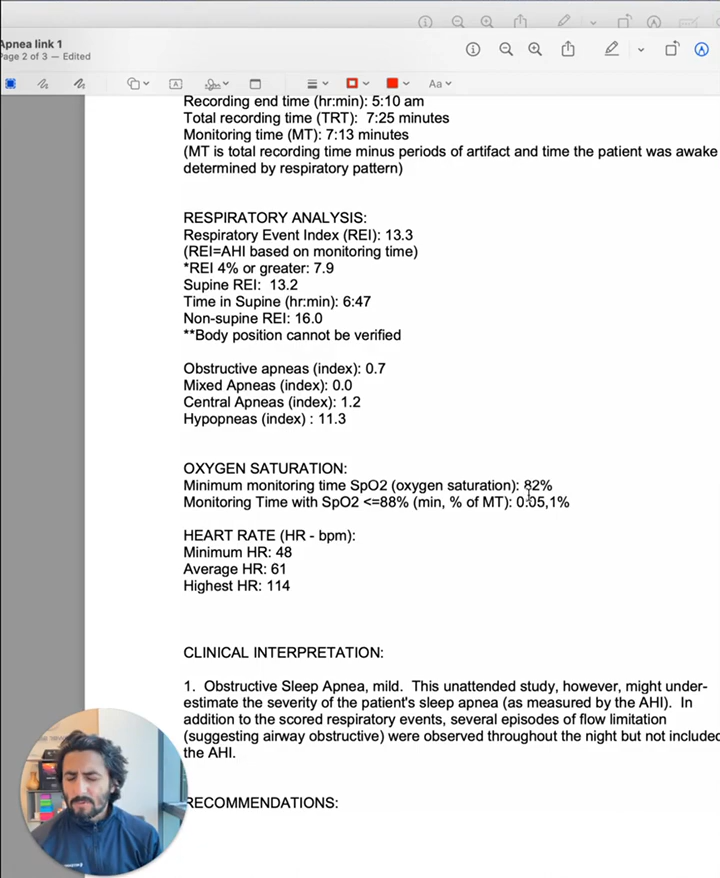 Apnea link 1
Page 2 of 3 — Edited
Aa
Recording end time (hr:min): 5:10 am
Total recording time (TRT): 7:25 minutes
Monitoring time (MT): 7:13 minutes
(MT is total recording time minus periods of artifact and time the patient was awake
determined by respiratory pattern)
RESPIRATORY ANALYSIS:
Respiratory Event Index (REI): 13.3
(REI=AHI based on monitoring time)
*REI 4% or greater: 7.9
Supine REI: 13.2
Time in Supine (hr:min): 6:47
Non-supine REI: 16.0
**Body position cannot be verified
Obstructive apneas (index): 0.7
Mixed Apneas (index): 0.0
Central Apneas (index): 1.2
Hypopneas (index) : 11.3
OXYGEN SATURATION:
Minimum monitoring time SpO2 (oxygen saturation): 82%
Monitoring Time with SpO2 <=88% (min, % of MT): 0:05,1%
HEART RATE (HR - bpm):
Minimum HR: 48
Average HR: 61
Highest HR: 114
CLINICAL INTERPRETATION:
1. Obstructive Sleep Apnea, mild. This unattended study, however, might under-
estimate the severity of the patient's sleep apnea (as measured by the AHI). In
addition to the scored respiratory events, several episodes of flow limitation
(suggesting airway obstructive) were observed throughout the night but not included
the AHI.
RECOMMENDATIONS: